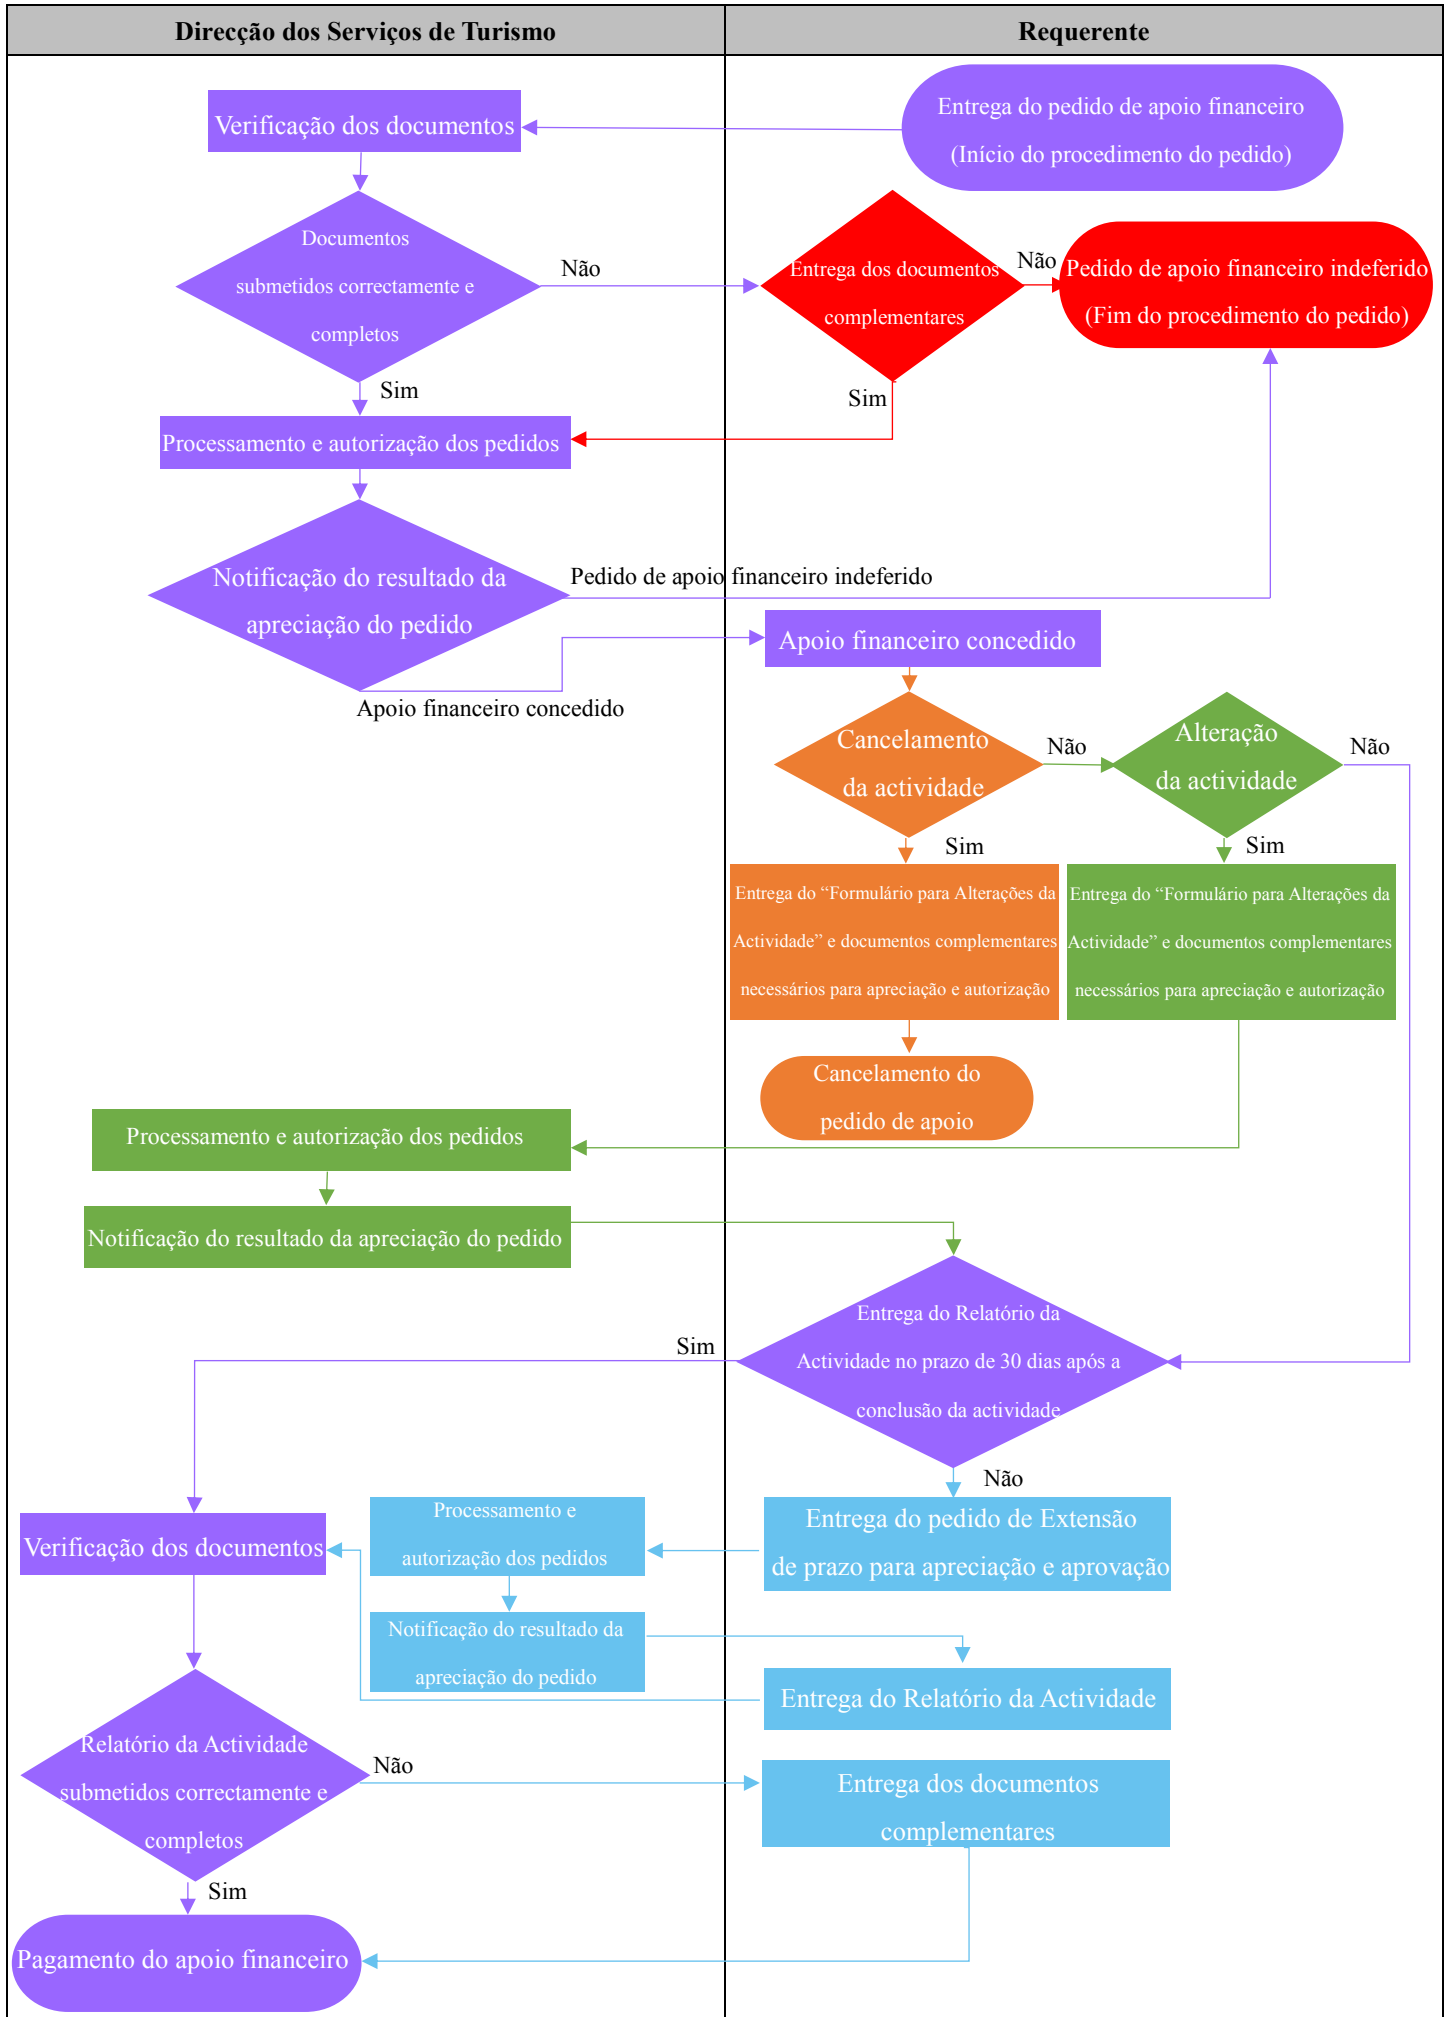 Direcção dos Serviços de Turismo
Requerente
Entrega do pedido de apoio financeiro
(Início do procedimento do pedido)
Verificação dos documentos
Documentos
submetidos correctamente e
completos
Não
Entrega dos documentos
complementares
Não
Pedido de apoio financeiro indeferido
(Fim do procedimento do pedido)
Sim
Sim
Processamento e autorização dos pedidos
Notificação do resultado da
apreciação do pedido
Pedido de apoio financeiro indeferido
Apoio financeiro concedido
Apoio financeiro concedido
Cancelamento
da actividade
Não
Alteração
da actividade
Não
Sim
Sim
Entrega do “Formulário para Alterações da
Actividade” e documentos complementares
necessários para apreciação e autorização
Entrega do “Formulário para Alterações da
Actividade” e documentos complementares
necessários para apreciação e autorização
Cancelamento do
pedido de apoio
Processamento e autorização dos pedidos
Notificação do resultado da apreciação do pedido
Entrega do Relatório da
Actividade no prazo de 30 dias após a
conclusão da actividade
Sim
Não
Entrega do pedido de Extensão
de prazo para apreciação e aprovação
Processamento e
autorização dos pedidos
Verificação dos documentos
Notificação do resultado da
apreciação do pedido
Entrega do Relatório da Actividade
Relatório da Actividade
submetidos correctamente e
completos
Não
Entrega dos documentos
complementares
Sim
Pagamento do apoio financeiro